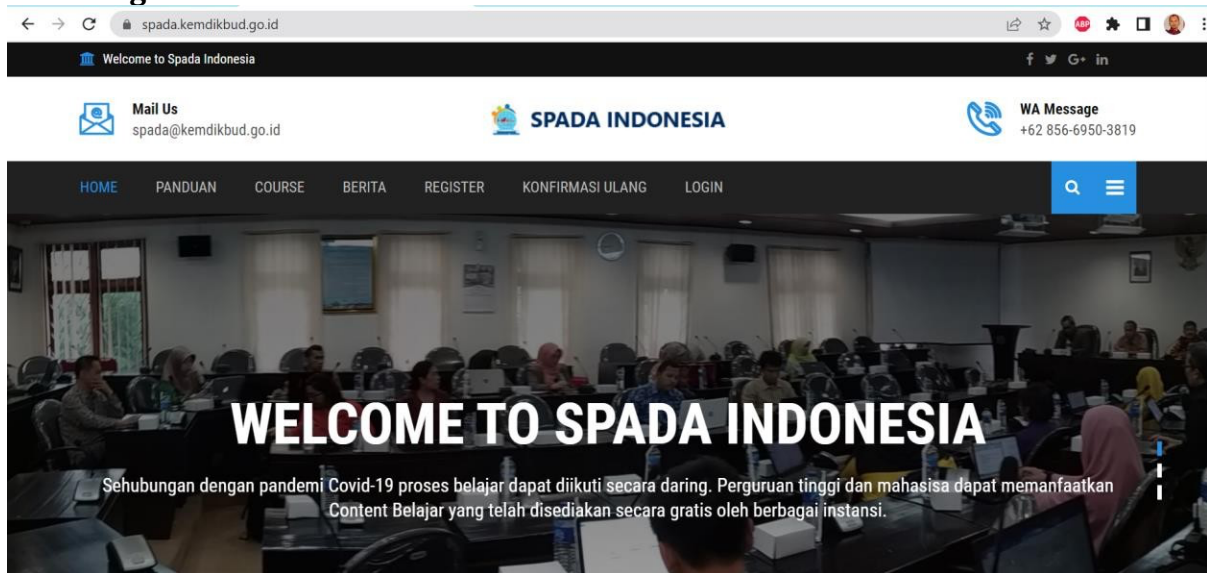 spada.kemdikbud.go.id
ABP
Welcome to Spada Indonesia
Mail Us
spada@kemdikbud.go.id
SPADA INDONESIA
WA Message
+62 856-6950-3819
HOME PANDUAN COURSE BERITA REGISTER KONFIRMASI ULANG LOGIN
WELCOME TO SPADA INDONESIA
Sehubungan dengan pandemi Covid-19 proses belajar dapat diikuti secara daring. Perguruan tinggi dan mahasisa dapat memanfaatkan
Content Belajar yang telah disediakan secara gratis oleh berbagai instansi.